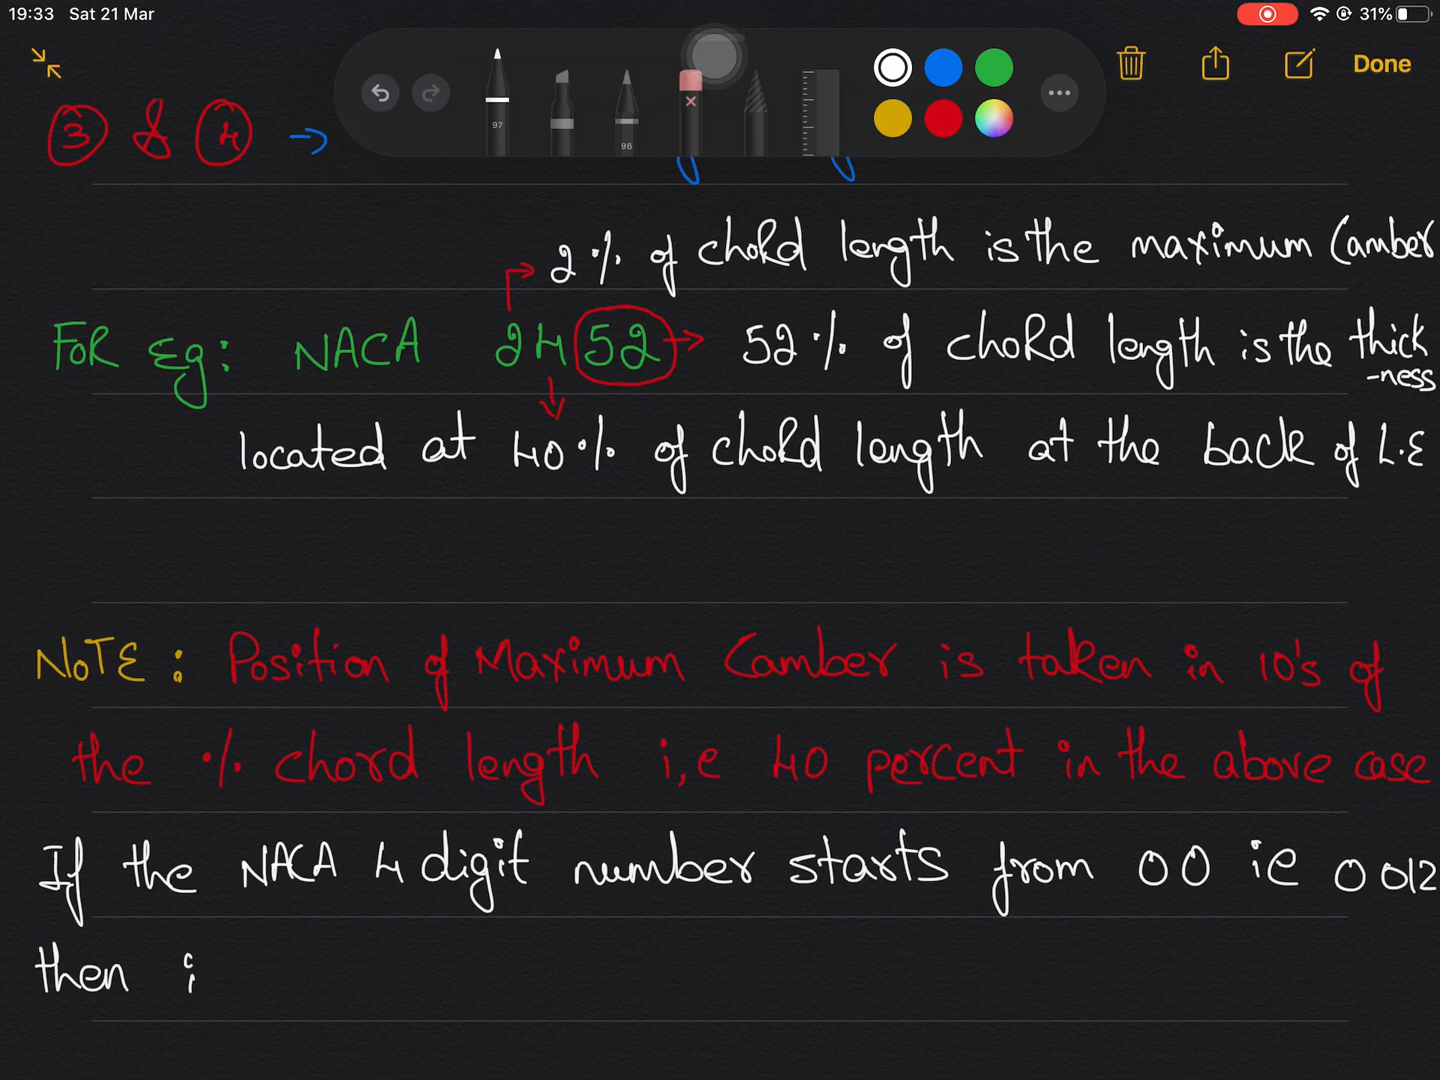 19:33 Sat 21 Mar 31%
Done
97 96
3 & 4 →
2 % of chord length is the maximum Camber
FOR Eg: NACA 2452 → 52 % of chord length is the thick
-ness
located at 40 % of chord length at the back of L.E
NOTE : Position of Maximum Camber is taken in 10's of
the % chord length i,e 40 percent in the above case
If the NACA 4 digit number starts from 00 ie 0012
then ;